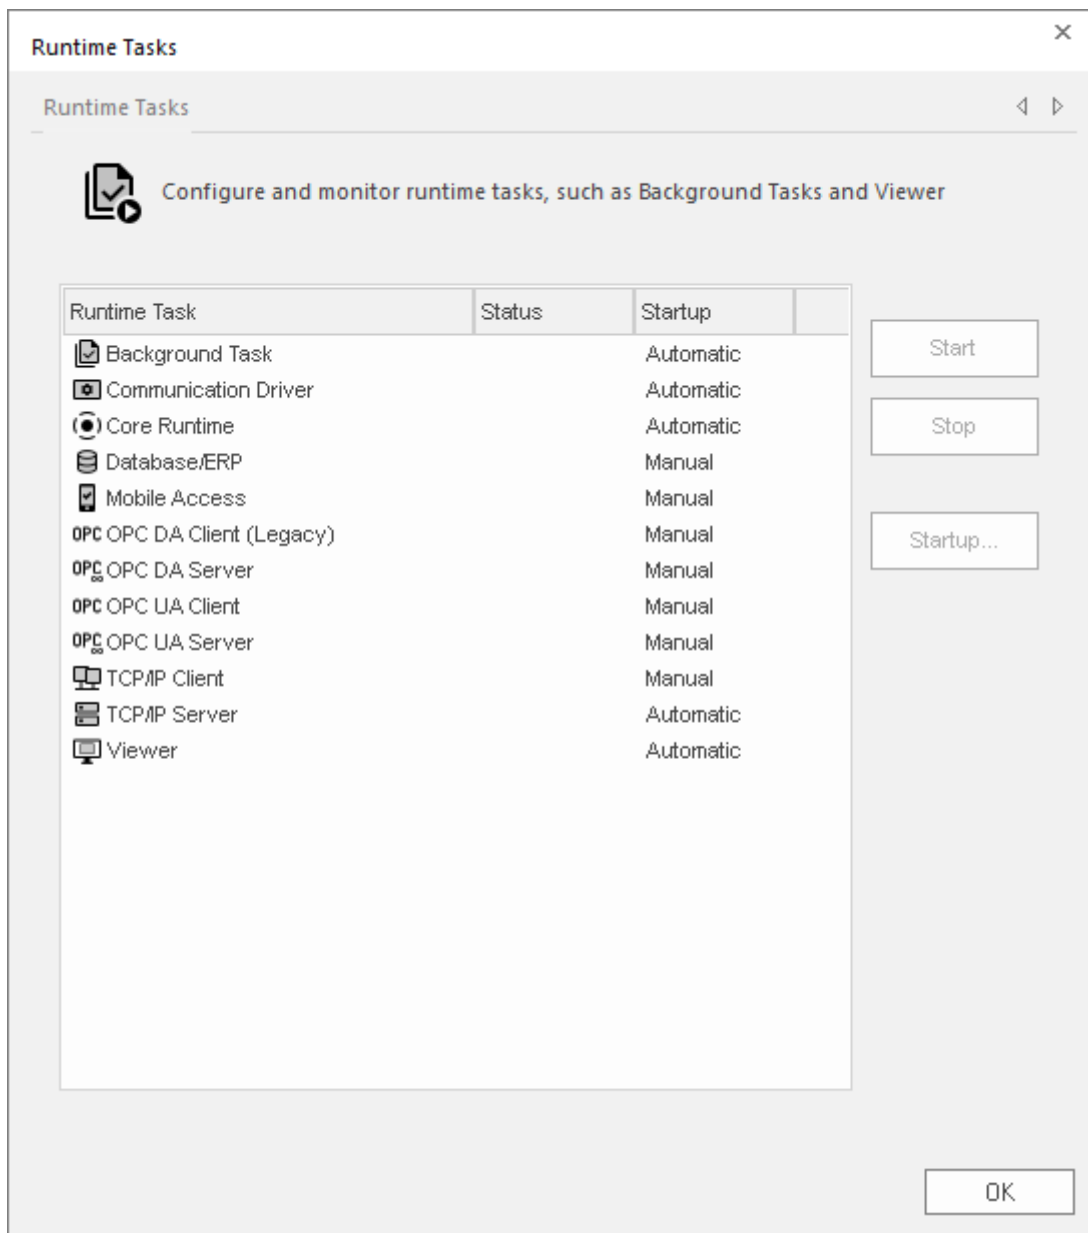 Runtime Tasks
Runtime Tasks
Configure and monitor runtime tasks, such as Background Tasks and Viewer
Runtime Task Status Startup
Background Task Automatic
Communication Driver Automatic
Core Runtime Automatic
Database/ERP Manual
Mobile Access Manual
OPC OPC DA Client (Legacy) Manual
OPC OPC DA Server Manual
OPC OPC UA Client Manual
OPC OPC UA Server Manual
TCP/IP Client Manual
TCP/IP Server Automatic
Viewer Automatic
Start
Stop
Startup...
OK